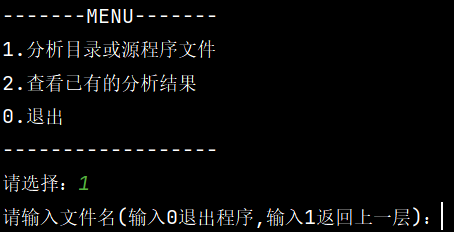 -------MENU-------
1.分析目录或源程序文件
2.查看已有的分析结果
0.退出
------------------
请选择：1
请输入文件名(输入0退出程序,输入1返回上一层)：